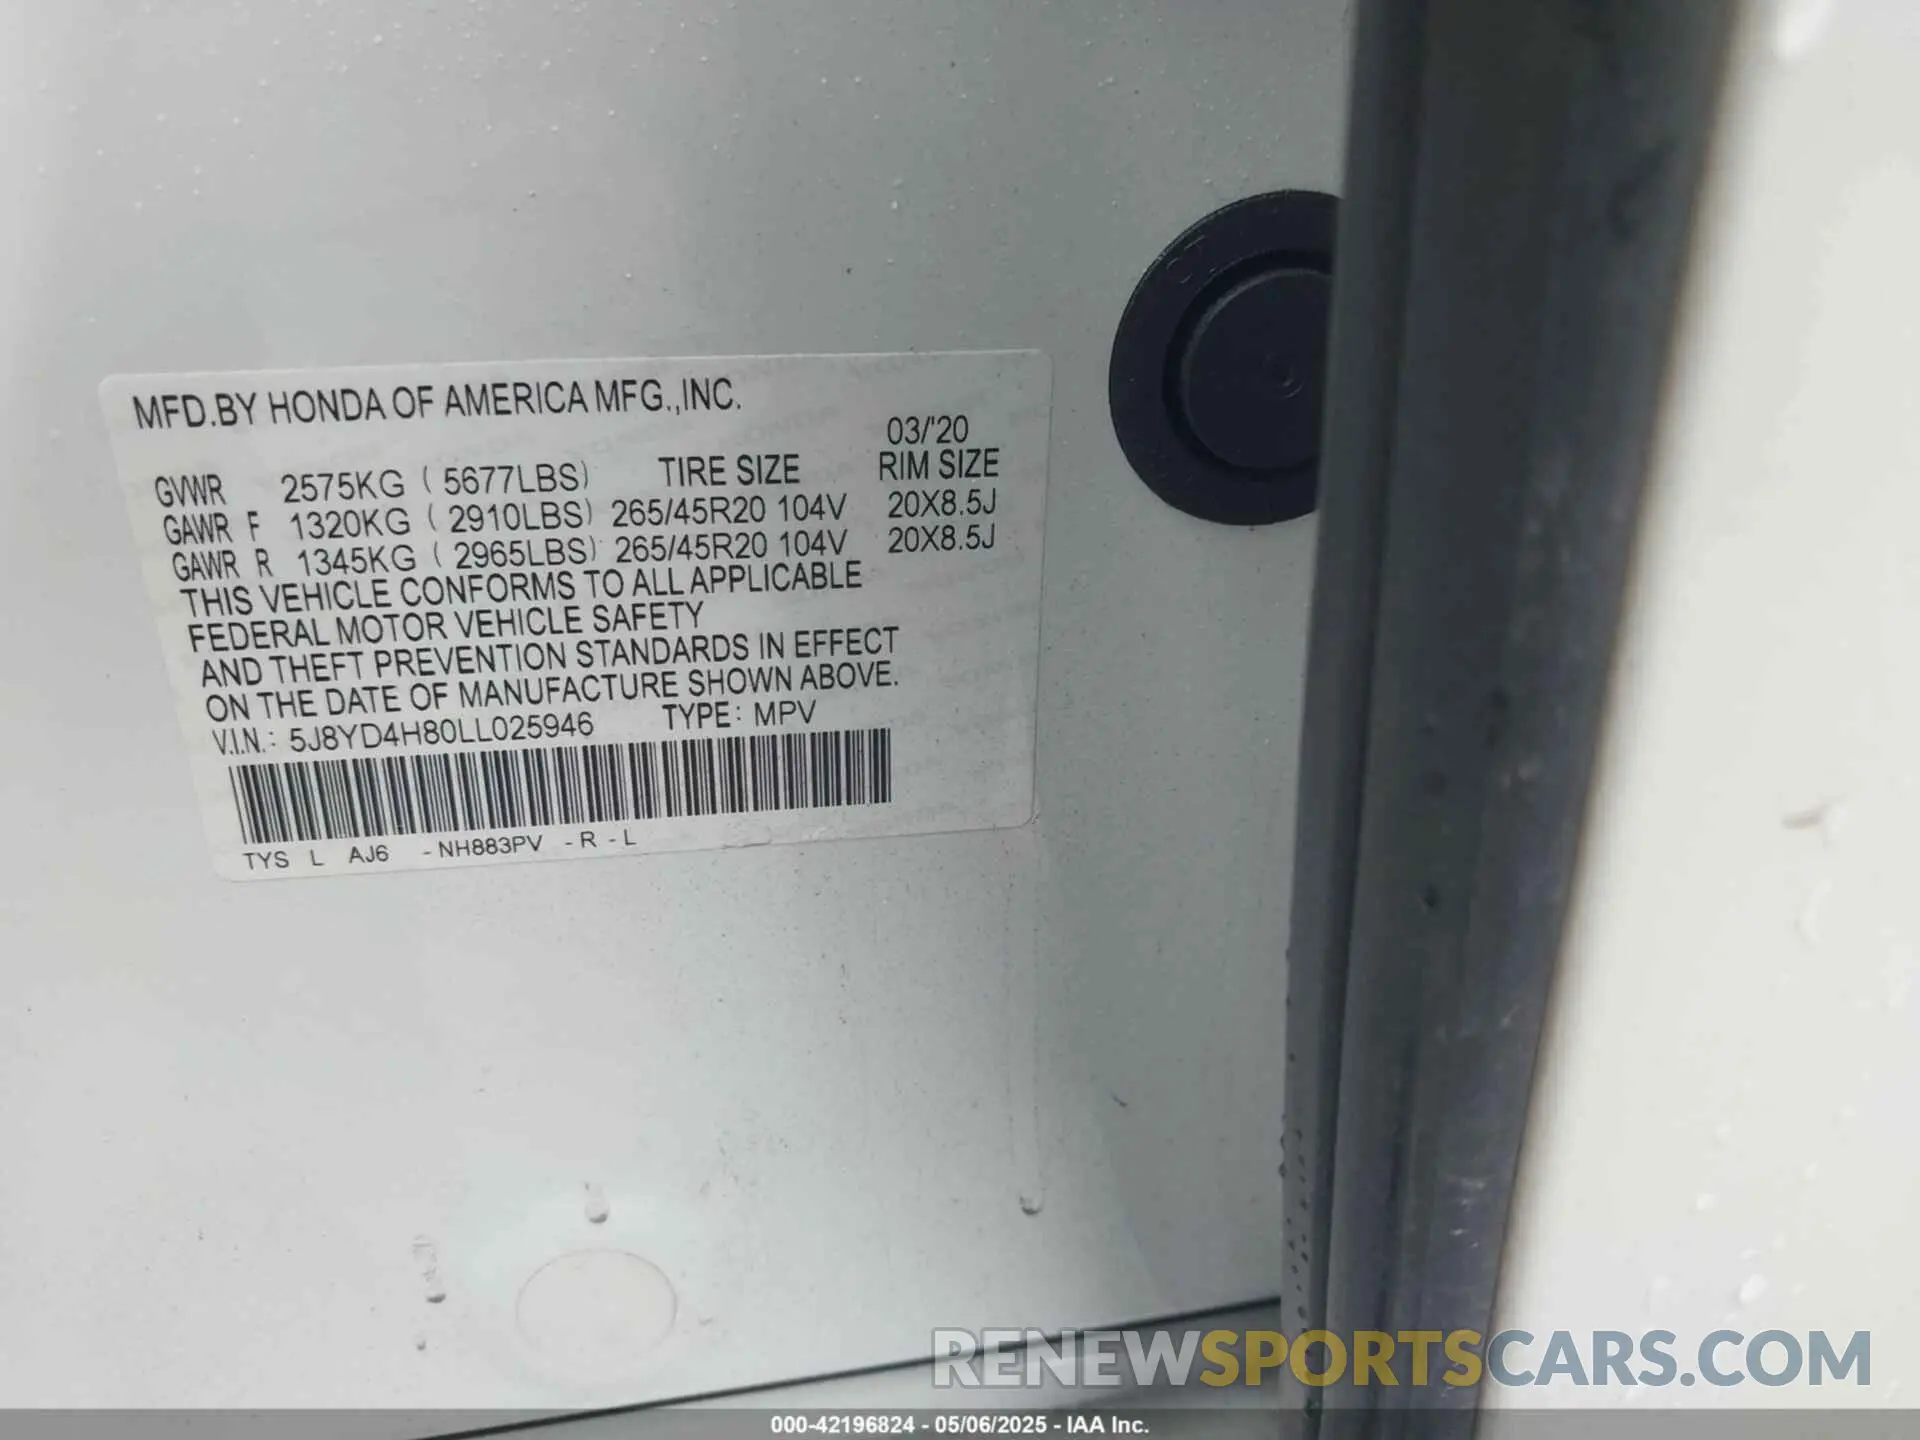 MFD.BY HONDA OF AMERICA MFG.,INC.
03/'20
GVWR 2575KG ( 5677LBS) TIRE SIZE RIM SIZE
GAWR F 1320KG ( 2910LBS) 265/45R20 104V 20X8.5J
GAWR R 1345KG ( 2965LBS) 265/45R20 104V 20X8.5J
THIS VEHICLE CONFORMS TO ALL APPLICABLE
FEDERAL MOTOR VEHICLE SAFETY
AND THEFT PREVENTION STANDARDS IN EFFECT
ON THE DATE OF MANUFACTURE SHOWN ABOVE.
V.I.N.: 5J8YD4H80LL025946 TYPE: MPV
TYS L AJ6 -NH883PV -R -L
RENEWSPORTSCARS.COM
000-42196824 - 05/06/2025 - IAA Inc.